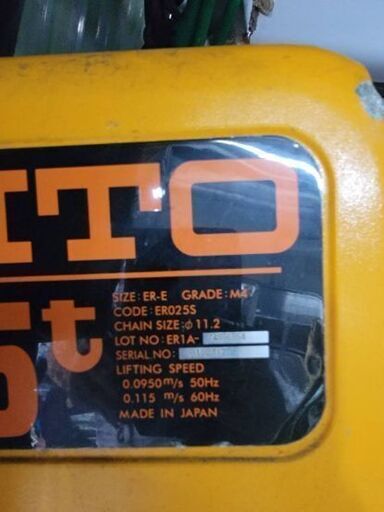 ITO
5t
SIZE: ER-E GRADE: M4
CODE: ER025S
CHAIN SIZE: φ 11.2
LOT NO: ER1A-
SERIAL NO:
LIFTING SPEED
0.0950 m/s 50Hz
0.115 m/s 60Hz
MADE IN JAPAN